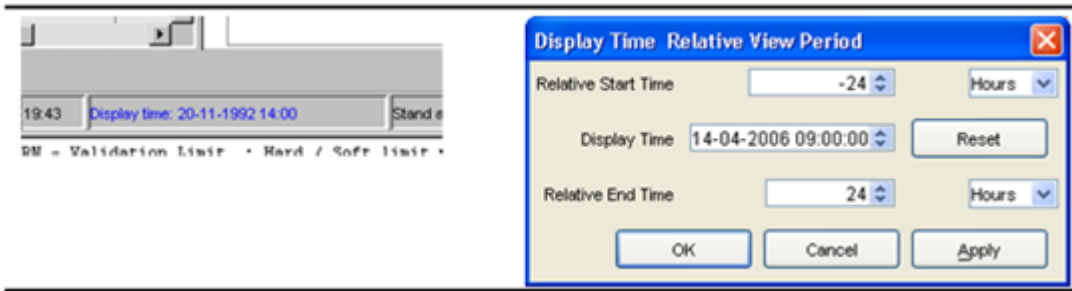 19:43 Display time: 20-11-1992 14:00 Stand
Validation Limit · Hard / Soft limit
Display Time Relative View Period
Relative Start Time -24 Hours
Display Time 14-04-2006 09:00:00 Reset
Relative End Time 24 Hours
OK Cancel Apply